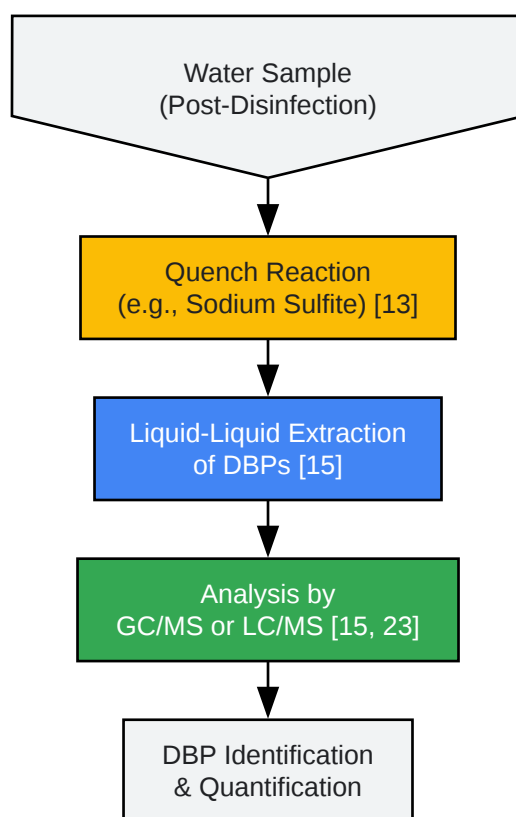 Water Sample
(Post-Disinfection)
Quench Reaction
(e.g., Sodium Sulfite) [13]
Liquid-Liquid Extraction
of DBPs [15]
Analysis by
GC/MS or LC/MS [15, 23]
DBP Identification
& Quantification